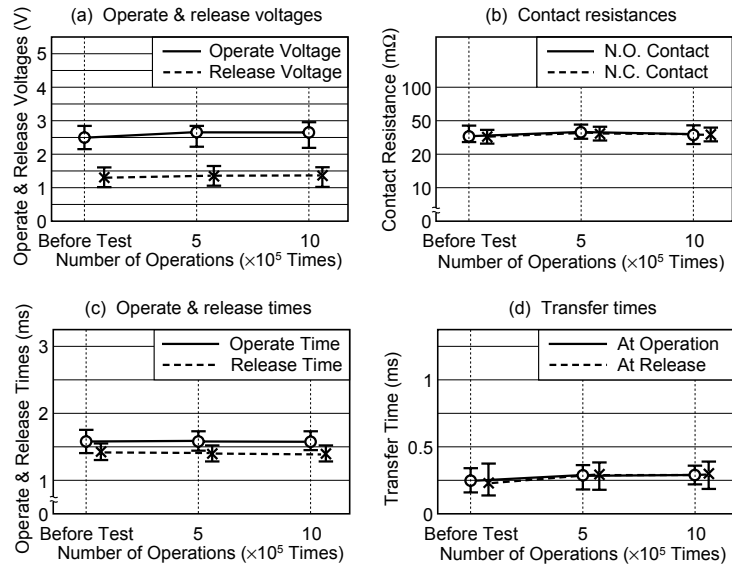 (a) Operate & release voltages
Operate & Release Voltages (V)
5
4
3
2
1
0
Operate Voltage
Release Voltage
Before Test
5
10
Number of Operations (×10⁵ Times)
(b) Contact resistances
Contact Resistance (mΩ)
100
50
20
10
0
N.O. Contact
N.C. Contact
Before Test
5
10
Number of Operations (×10⁵ Times)
(c) Operate & release times
Operate & Release Times (ms)
3
2
1
0
Operate Time
Release Time
Before Test
5
10
Number of Operations (×10⁵ Times)
(d) Transfer times
Transfer Time (ms)
1
0.5
0
At Operation
At Release
Before Test
5
10
Number of Operations (×10⁵ Times)